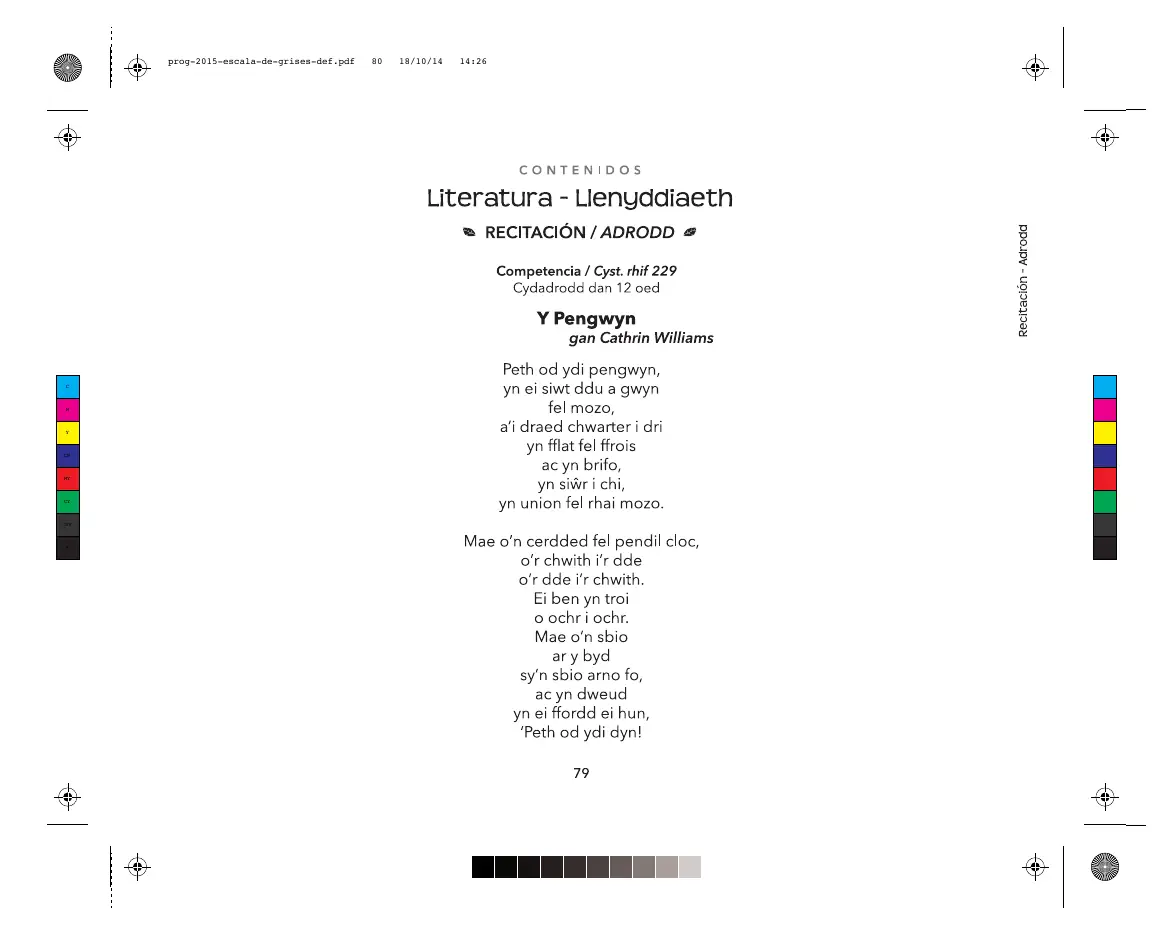 prog-2015-escala-de-grises-def.pdf 80 18/10/14 14:26
CONTENIDOS
Literatura - Llenyddiaeth
RECITACIÓN / ADRODD
Competencia / Cyst. rhif 229
Cydadrodd dan 12 oed
Y Pengwyn
gan Cathrin Williams
Peth od ydi pengwyn,
yn ei siwt ddu a gwyn
fel mozo,
a’i draed chwarter i dri
yn fflat fel ffrois
ac yn brifo,
yn siŵr i chi,
yn union fel rhai mozo.
Mae o’n cerdded fel pendil cloc,
o’r chwith i’r dde
o’r dde i’r chwith.
Ei ben yn troi
o ochr i ochr.
Mae o’n sbio
ar y byd
sy’n sbio arno fo,
ac yn dweud
yn ei ffordd ei hun,
‘Peth od ydi dyn!
79
Recitación - Adrodd